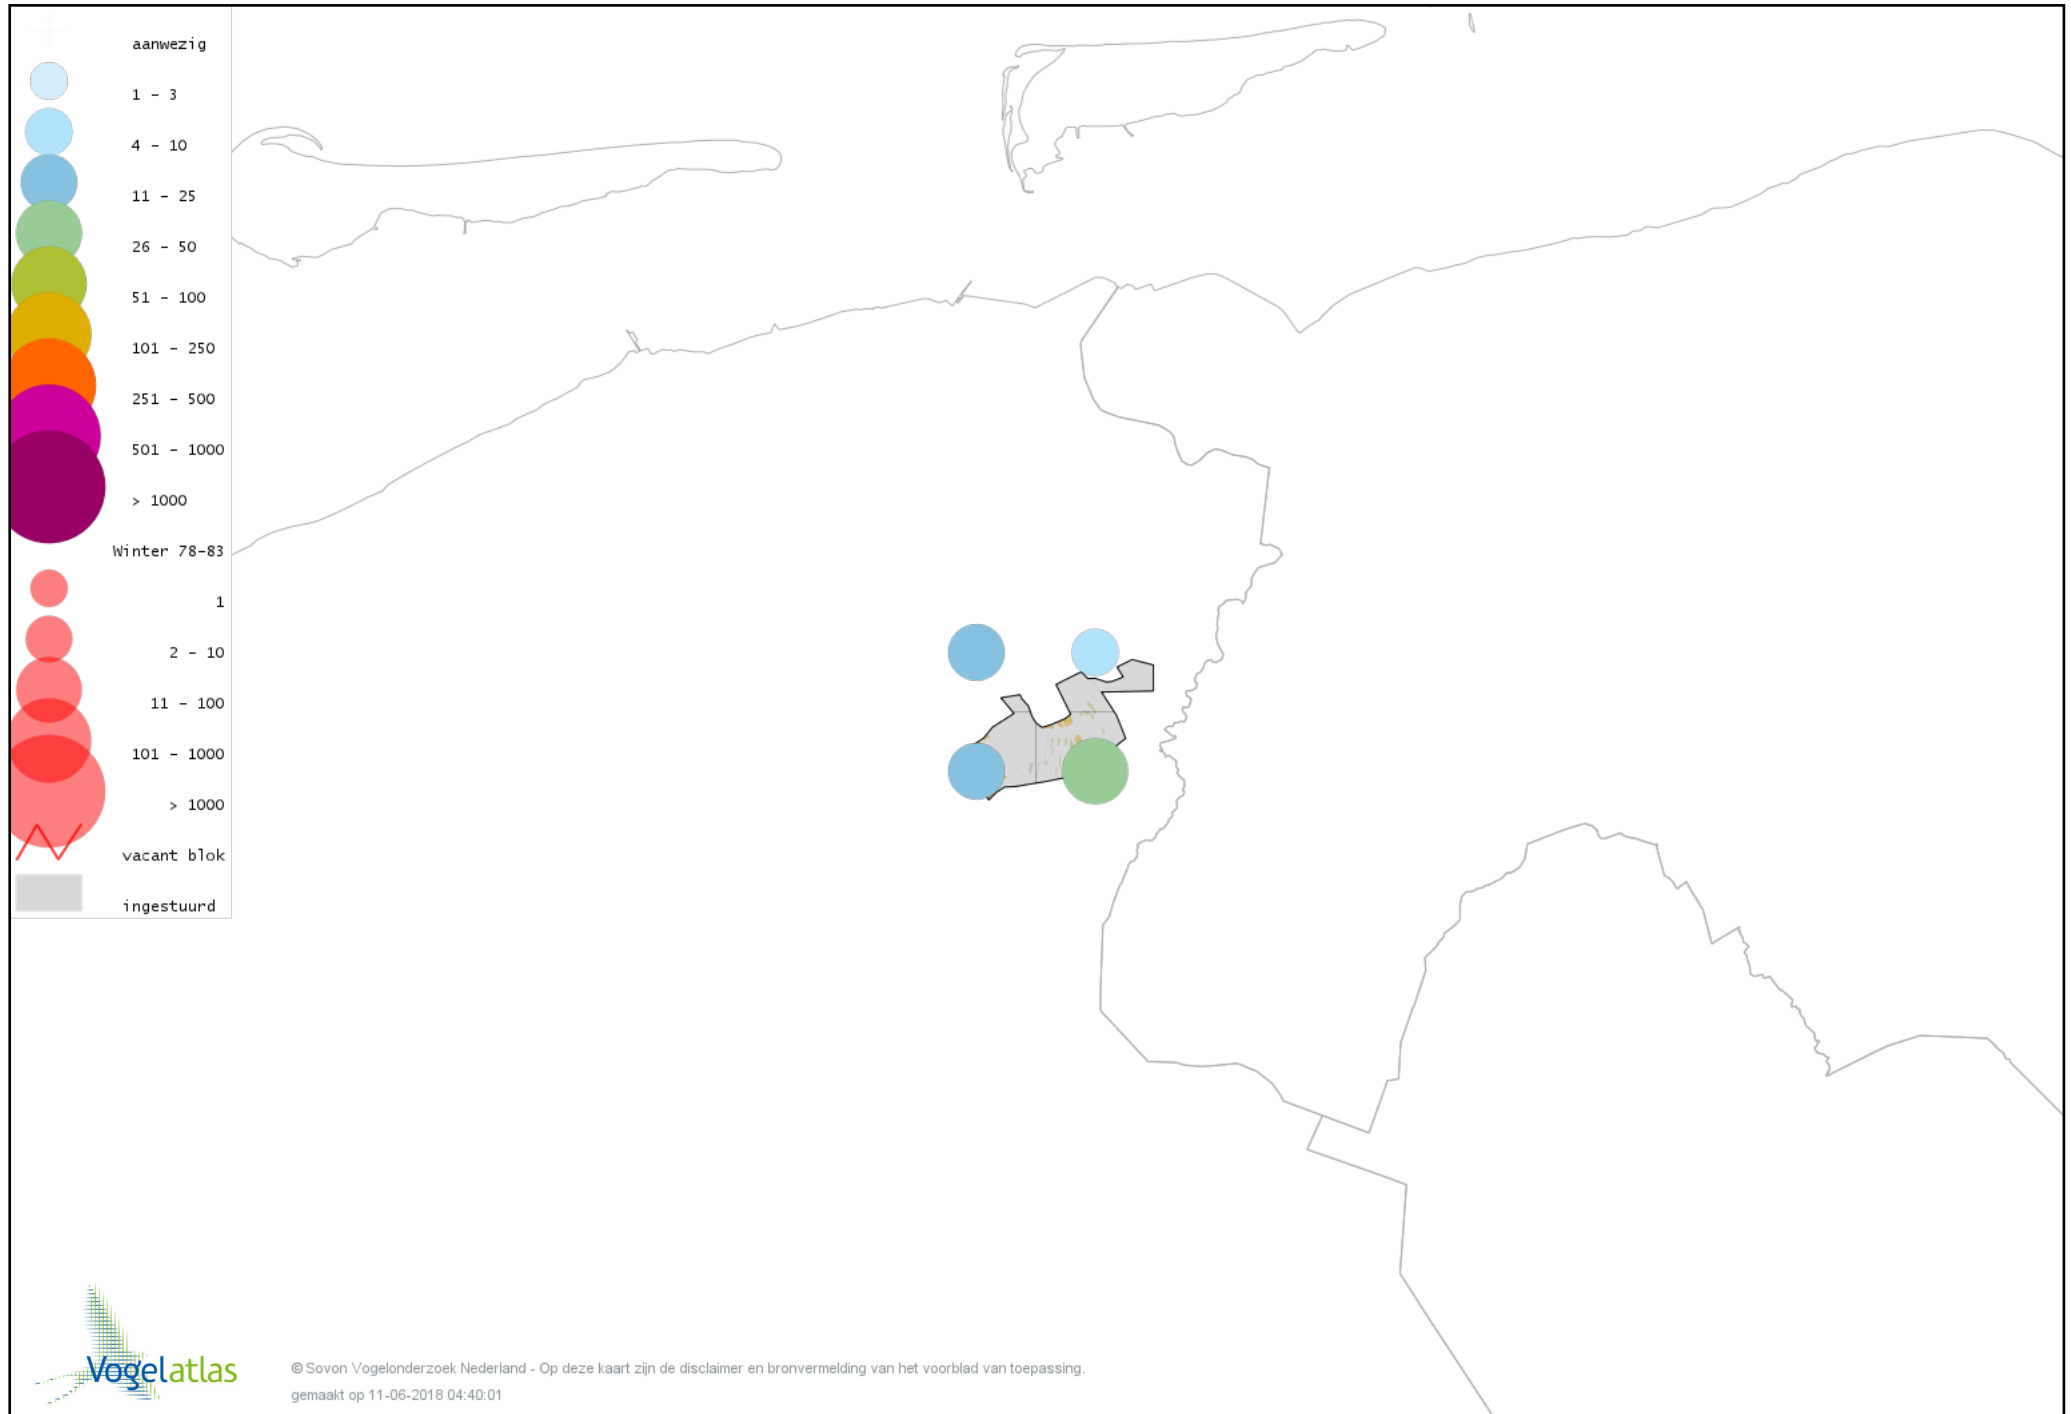 aanwezig
1 - 3
4 - 10
11 - 25
26 - 50
51 - 100
101 - 250
251 - 500
501 - 1000
> 1000
Winter 78-83
1
2 - 10
11 - 100
101 - 1000
> 1000
vacant blok
ingestuurd
Vogelatlas
© Sovon Vogelonderzoek Nederland - Op deze kaart zijn de disclaimer en bronvermelding van het voorblad van toepassing.
gemaakt op 11-06-2018 04:40:01